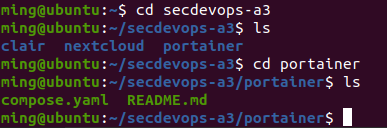 ming@ubuntu:~$ cd secdevops-a3
ming@ubuntu:~/secdevops-a3$ ls
clair  nextcloud  portainer
ming@ubuntu:~/secdevops-a3$ cd portainer
ming@ubuntu:~/secdevops-a3/portainer$ ls
compose.yaml  README.md
ming@ubuntu:~/secdevops-a3/portainer$